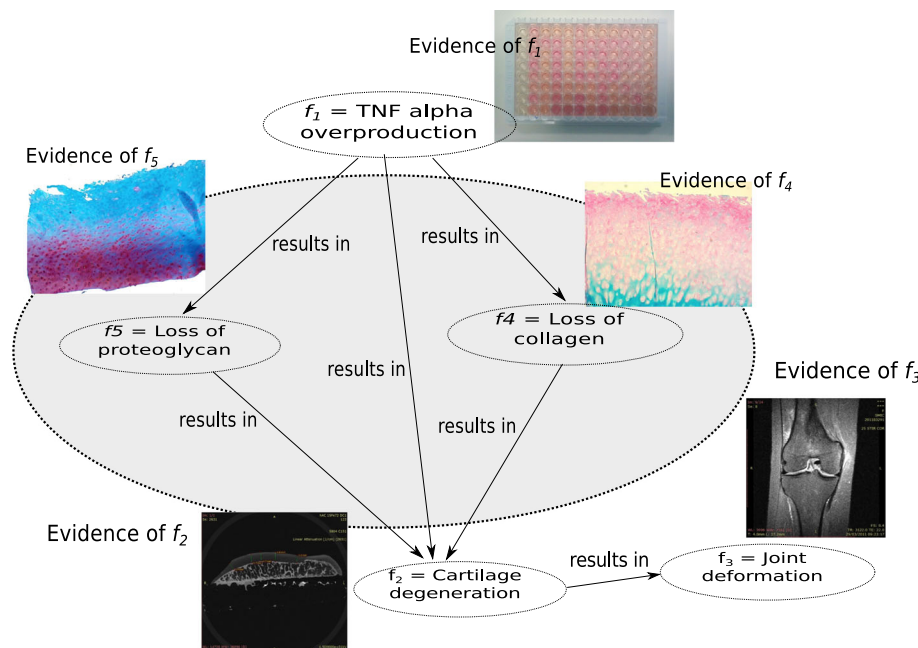 Evidence of f1
f1 = TNF alpha
overproduction
Evidence of f5
Evidence of f4
results in
results in
f5 = Loss of
proteoglycan
f4 = Loss of
collagen
results in
Evidence of f3
results in
results in
Evidence of f2
results in
f2 = Cartilage
degeneration
f3 = Joint
deformation